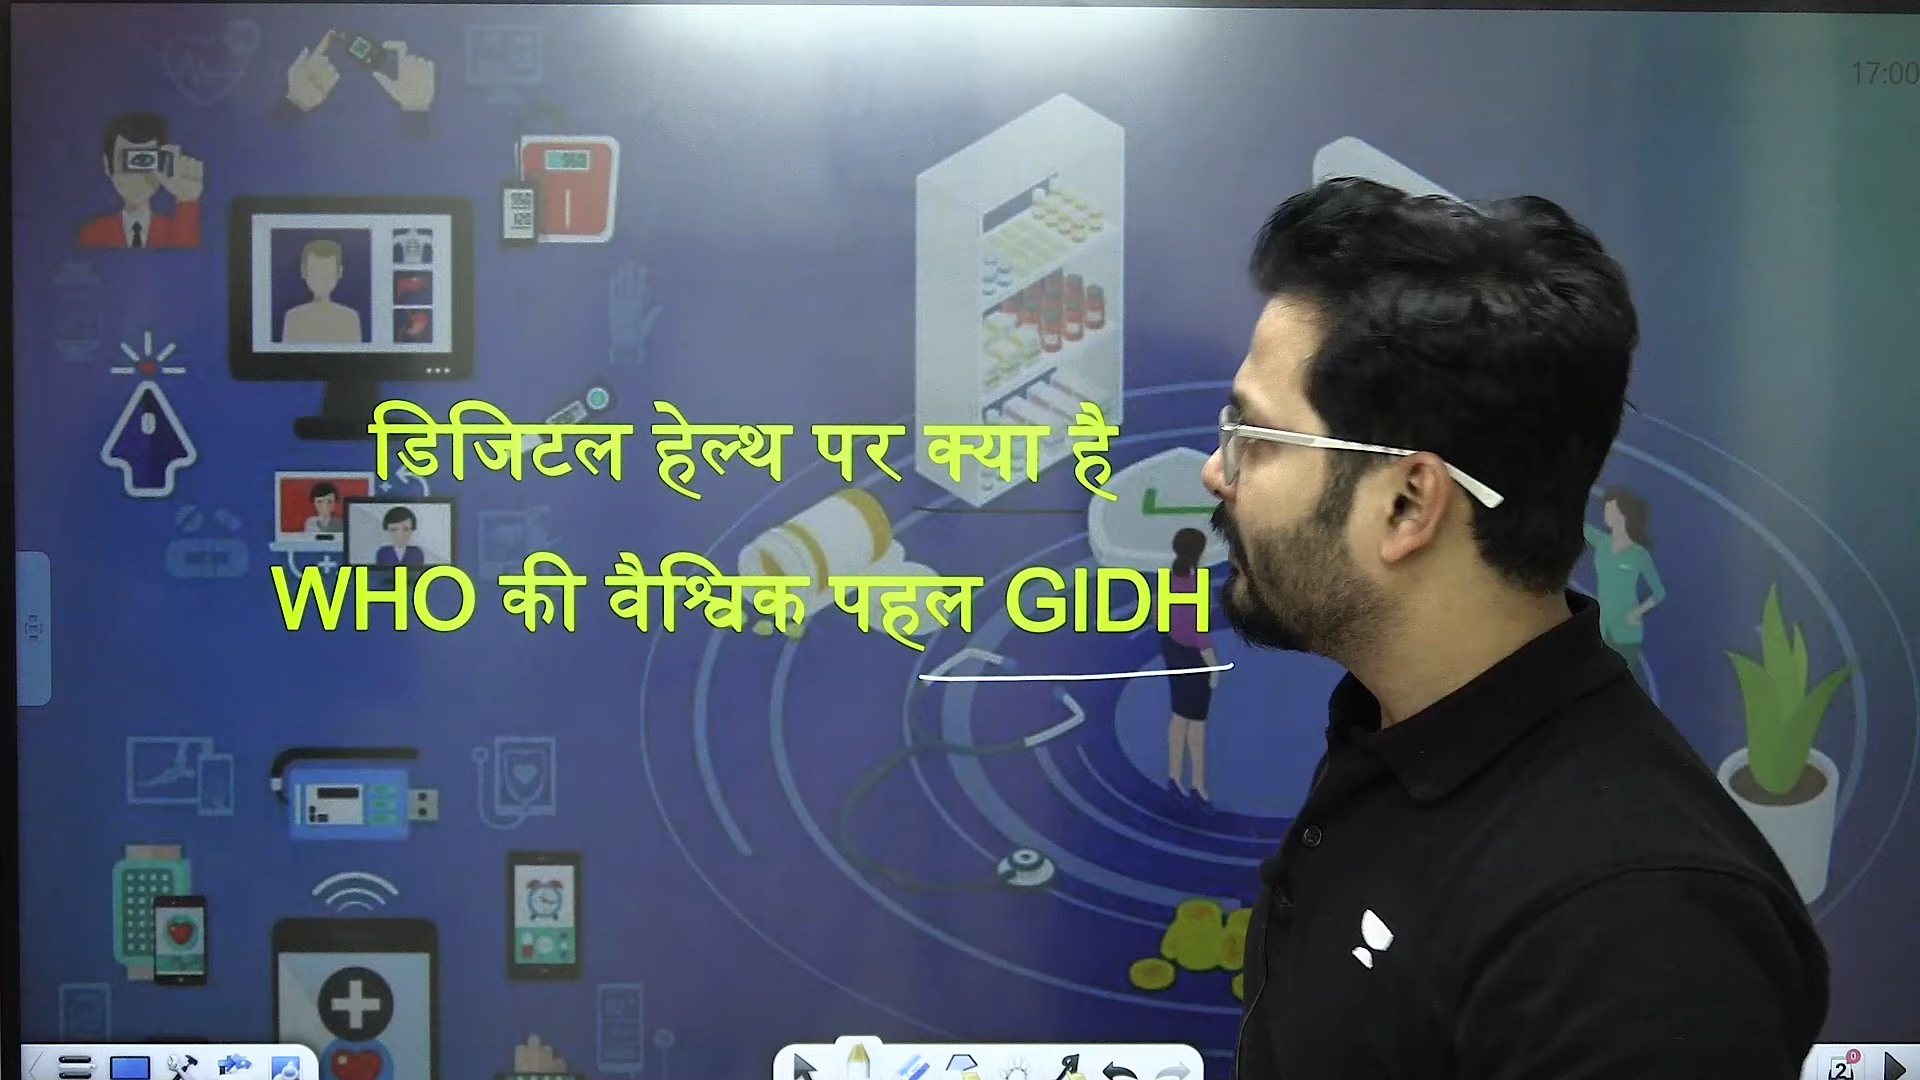 17:00
डिजिटल हेल्थ पर क्या है
WHO की वैश्विक पहल GIDH